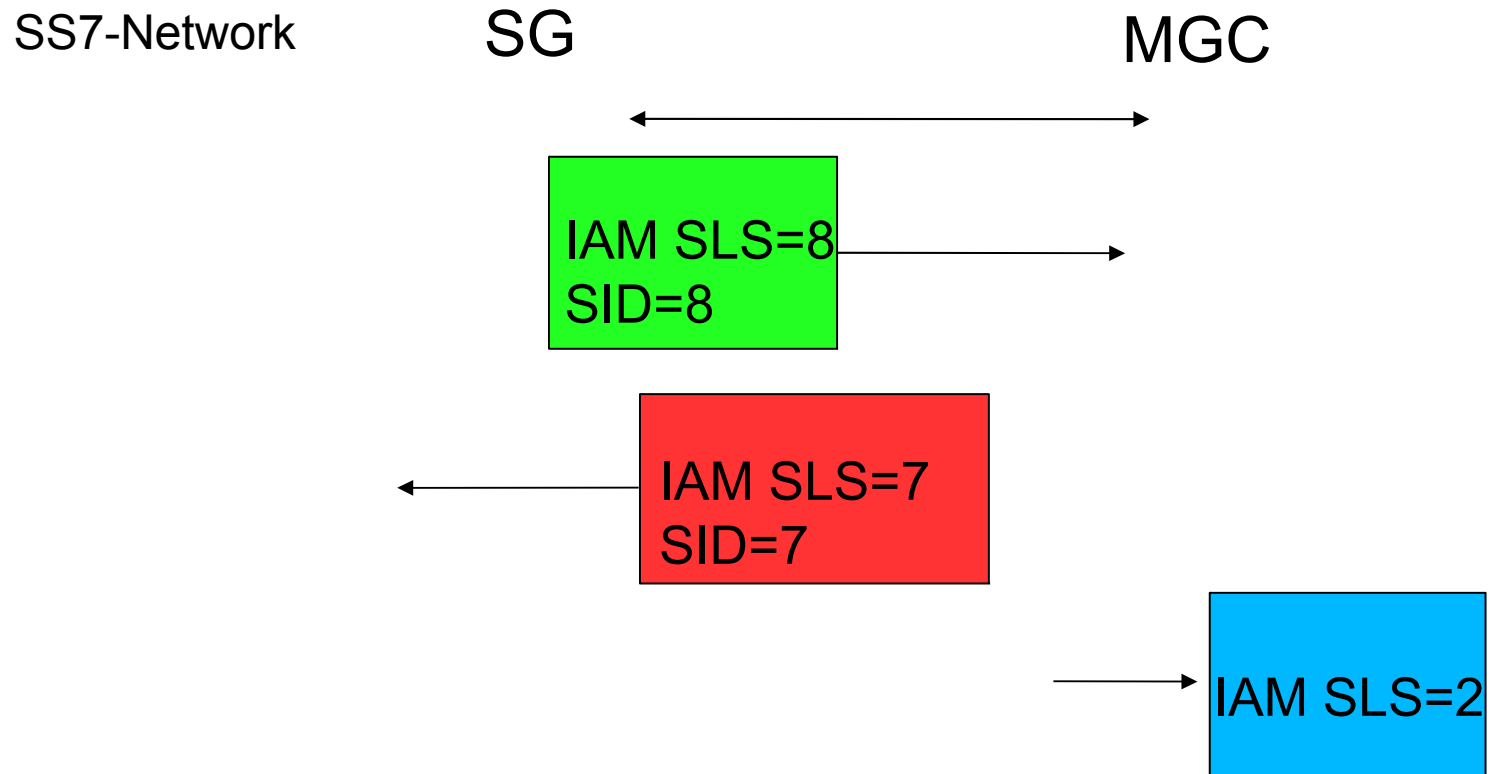 SS7-Network
SG
MGC
IAM SLS=8
SID=8
IAM SLS=7
SID=7
IAM SLS=2